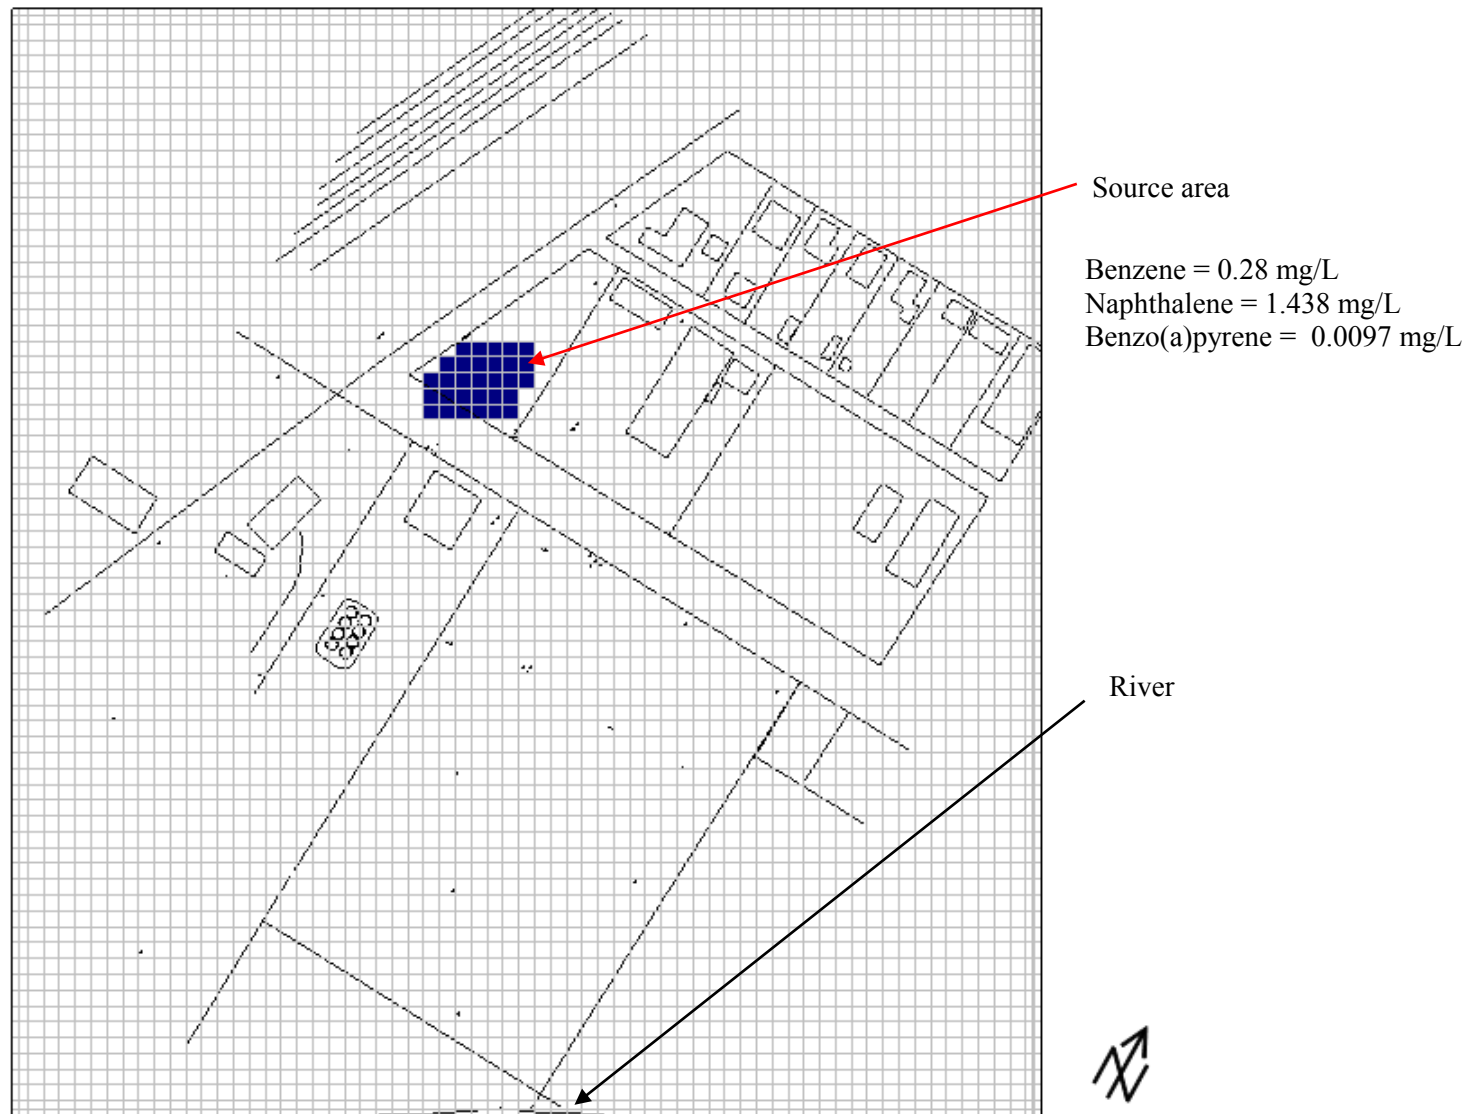 Source area
Benzene = 0.28 mg/L
Naphthalene = 1.438 mg/L
Benzo(a)pyrene = 0.0097 mg/L
River
N